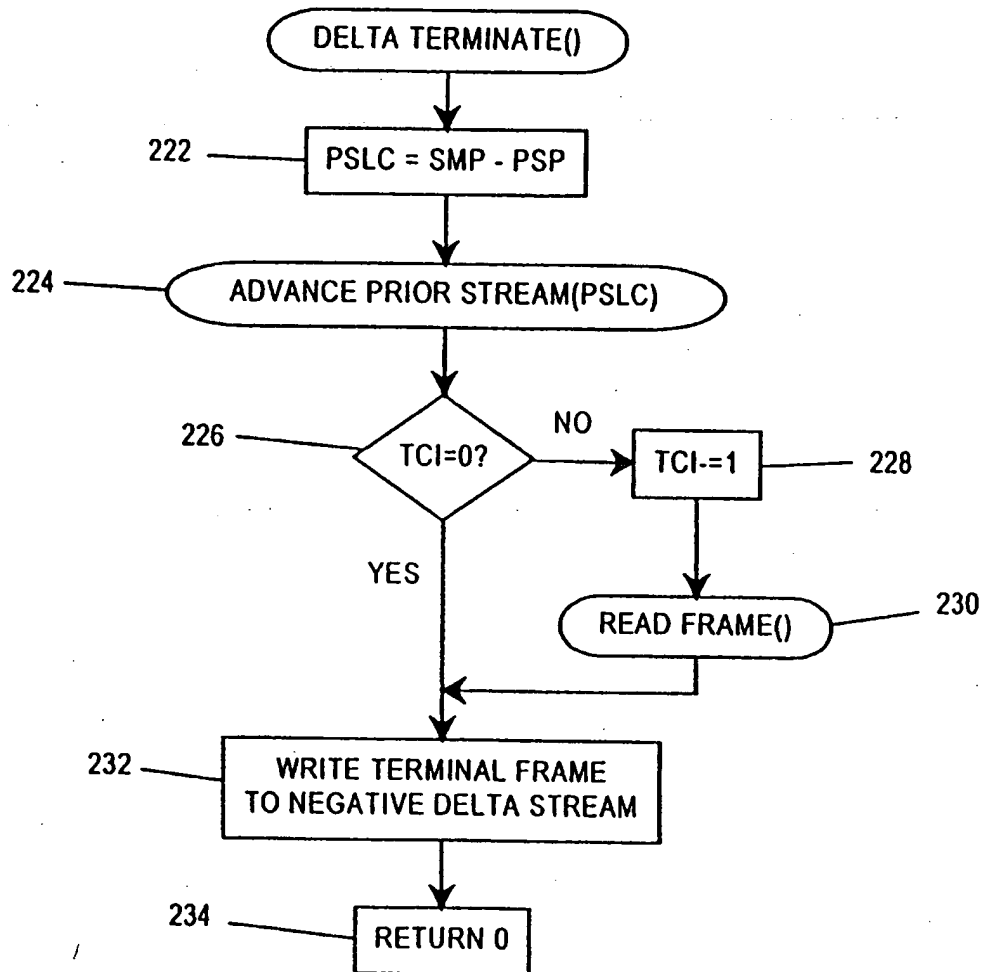 DELTA TERMINATE()
222
PSLC = SMP - PSP
224
ADVANCE PRIOR STREAM(PSLC)
226
TCI=0?
NO
TCI-=1
228
YES
READ FRAME()
230
232
WRITE TERMINAL FRAME
TO NEGATIVE DELTA STREAM
234
RETURN 0